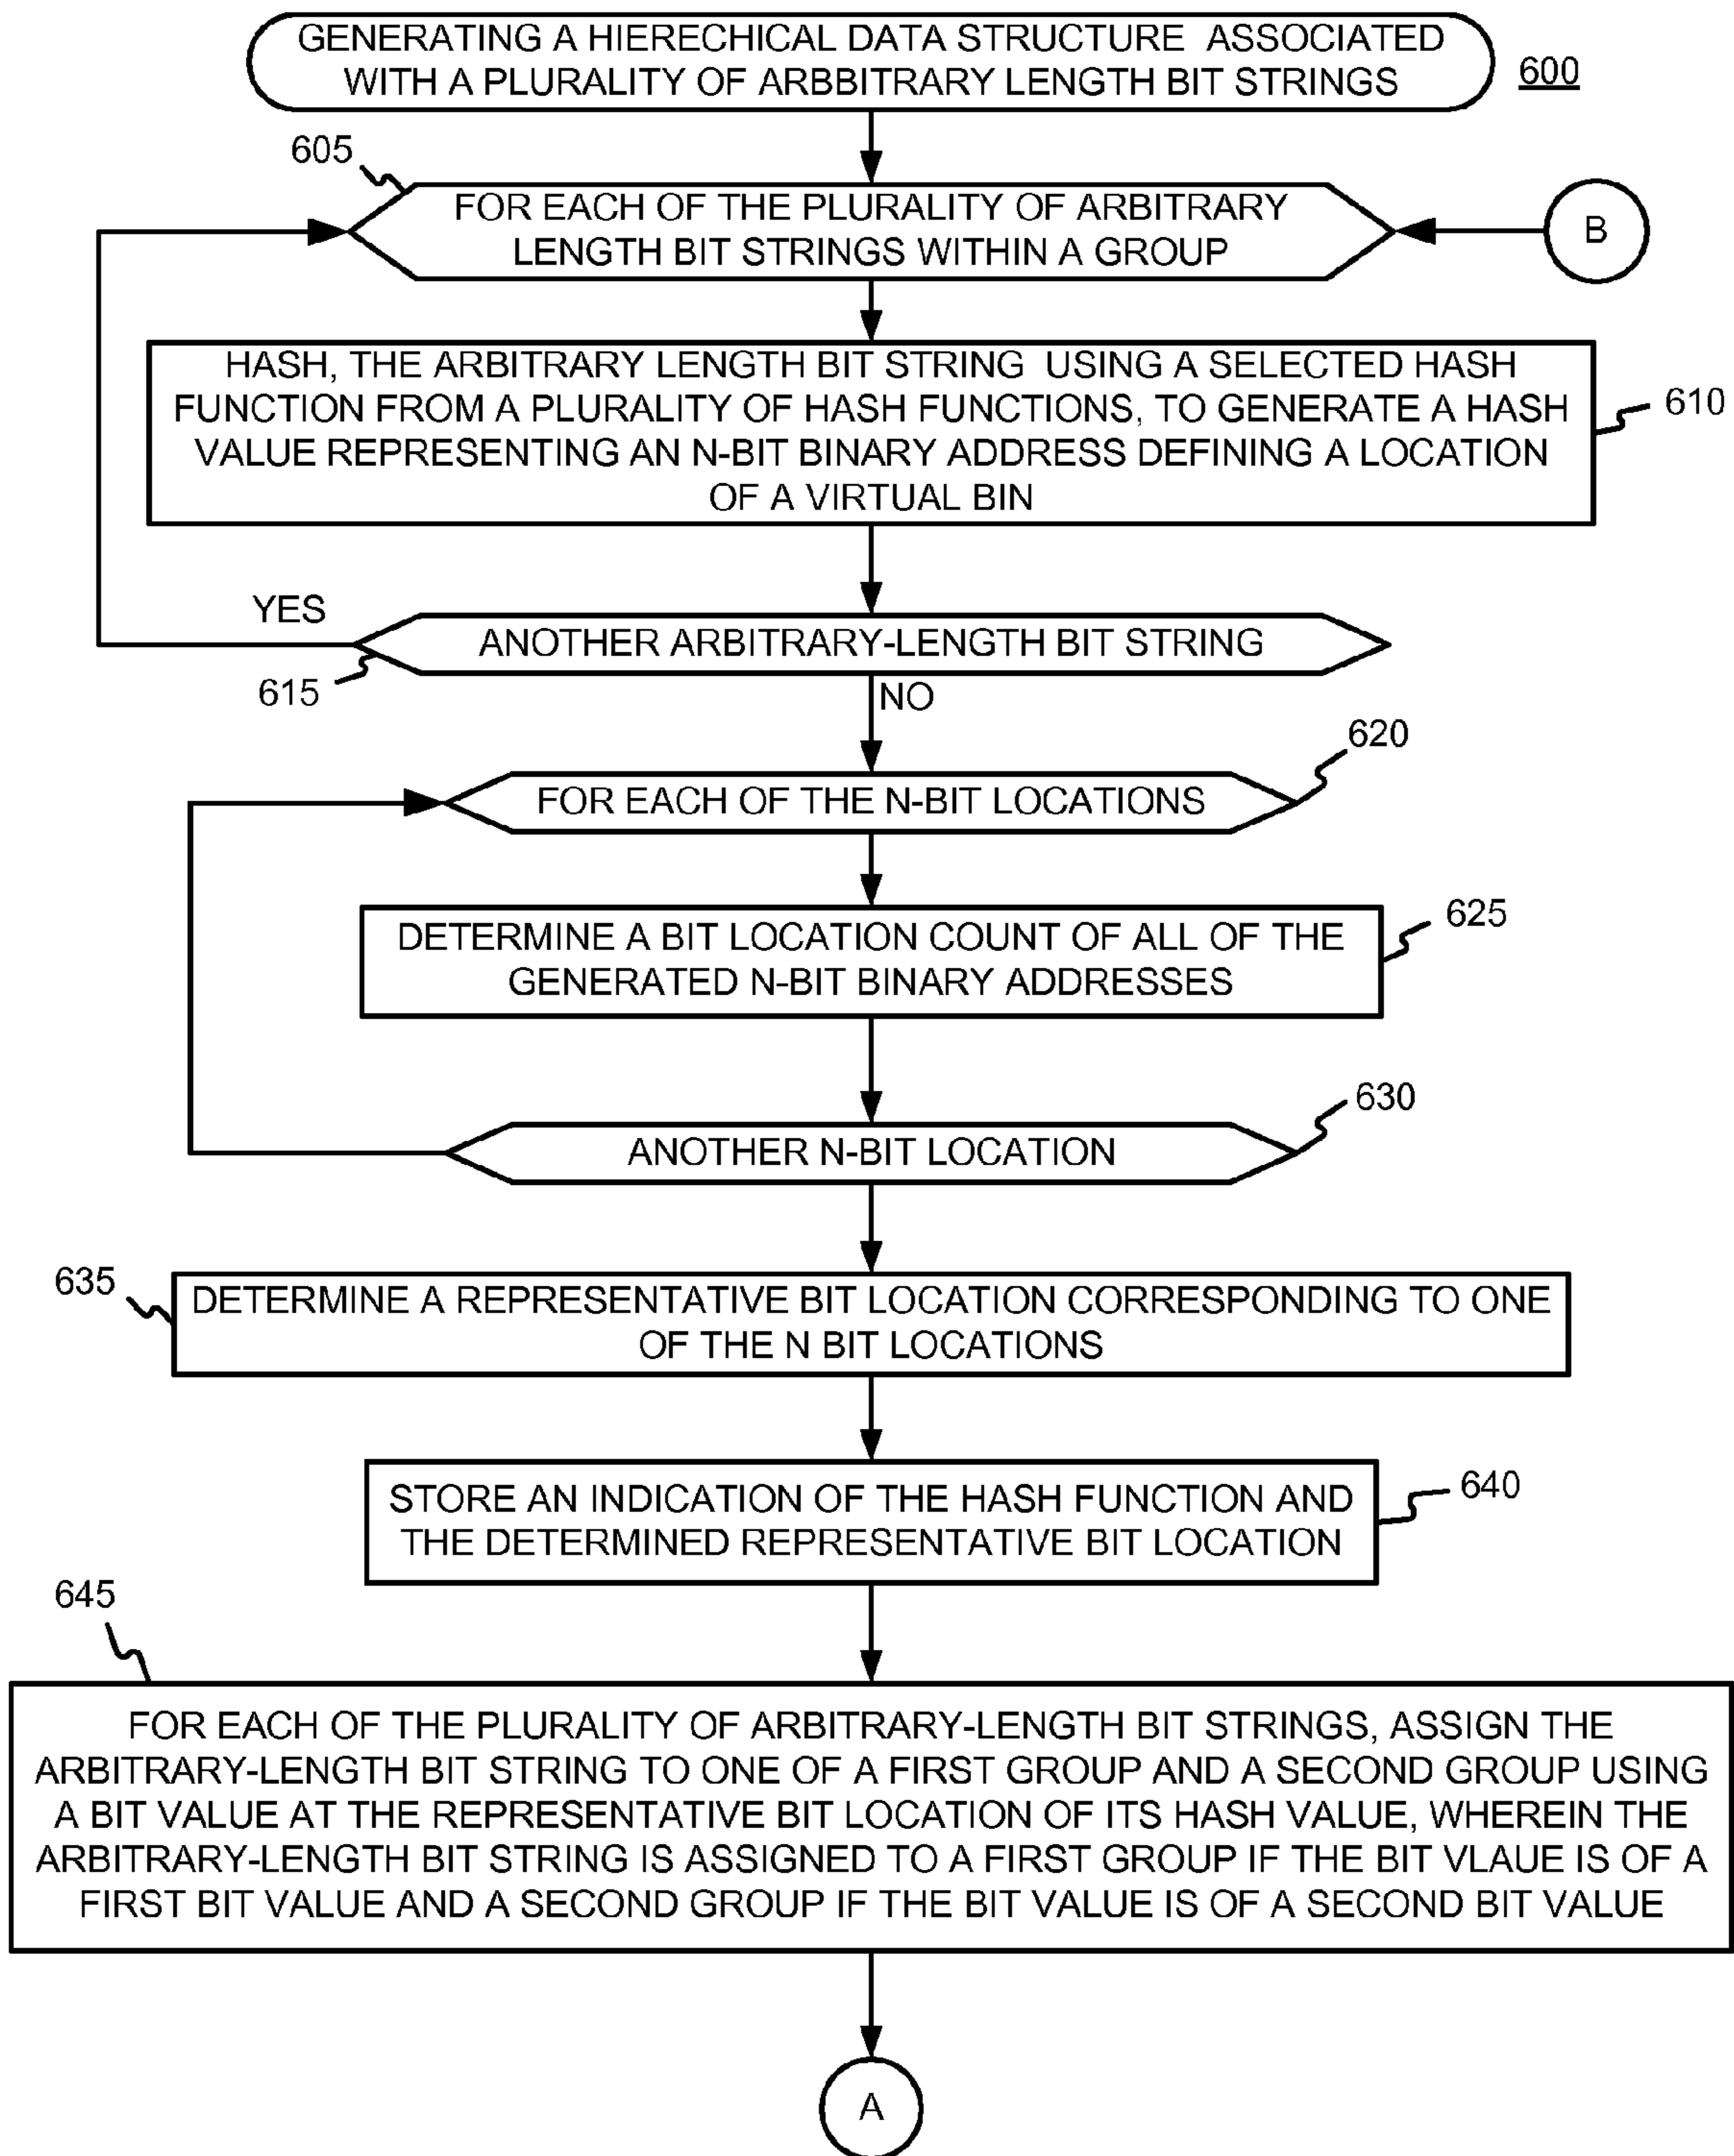 GENERATING A HIERECHICAL DATA STRUCTURE ASSOCIATED
WITH A PLURALITY OF ARBBITRARY LENGTH BIT STRINGS
600
605
FOR EACH OF THE PLURALITY OF ARBITRARY
LENGTH BIT STRINGS WITHIN A GROUP
B
HASH, THE ARBITRARY LENGTH BIT STRING USING A SELECTED HASH
FUNCTION FROM A PLURALITY OF HASH FUNCTIONS, TO GENERATE A HASH
VALUE REPRESENTING AN N-BIT BINARY ADDRESS DEFINING A LOCATION
OF A VIRTUAL BIN
610
YES
ANOTHER ARBITRARY-LENGTH BIT STRING
615
NO
620
FOR EACH OF THE N-BIT LOCATIONS
DETERMINE A BIT LOCATION COUNT OF ALL OF THE
GENERATED N-BIT BINARY ADDRESSES
625
630
ANOTHER N-BIT LOCATION
635
DETERMINE A REPRESENTATIVE BIT LOCATION CORRESPONDING TO ONE
OF THE N BIT LOCATIONS
STORE AN INDICATION OF THE HASH FUNCTION AND
THE DETERMINED REPRESENTATIVE BIT LOCATION
640
645
FOR EACH OF THE PLURALITY OF ARBITRARY-LENGTH BIT STRINGS, ASSIGN THE
ARBITRARY-LENGTH BIT STRING TO ONE OF A FIRST GROUP AND A SECOND GROUP USING
A BIT VALUE AT THE REPRESENTATIVE BIT LOCATION OF ITS HASH VALUE, WHEREIN THE
ARBITRARY-LENGTH BIT STRING IS ASSIGNED TO A FIRST GROUP IF THE BIT VLAUE IS OF A
FIRST BIT VALUE AND A SECOND GROUP IF THE BIT VALUE IS OF A SECOND BIT VALUE
A